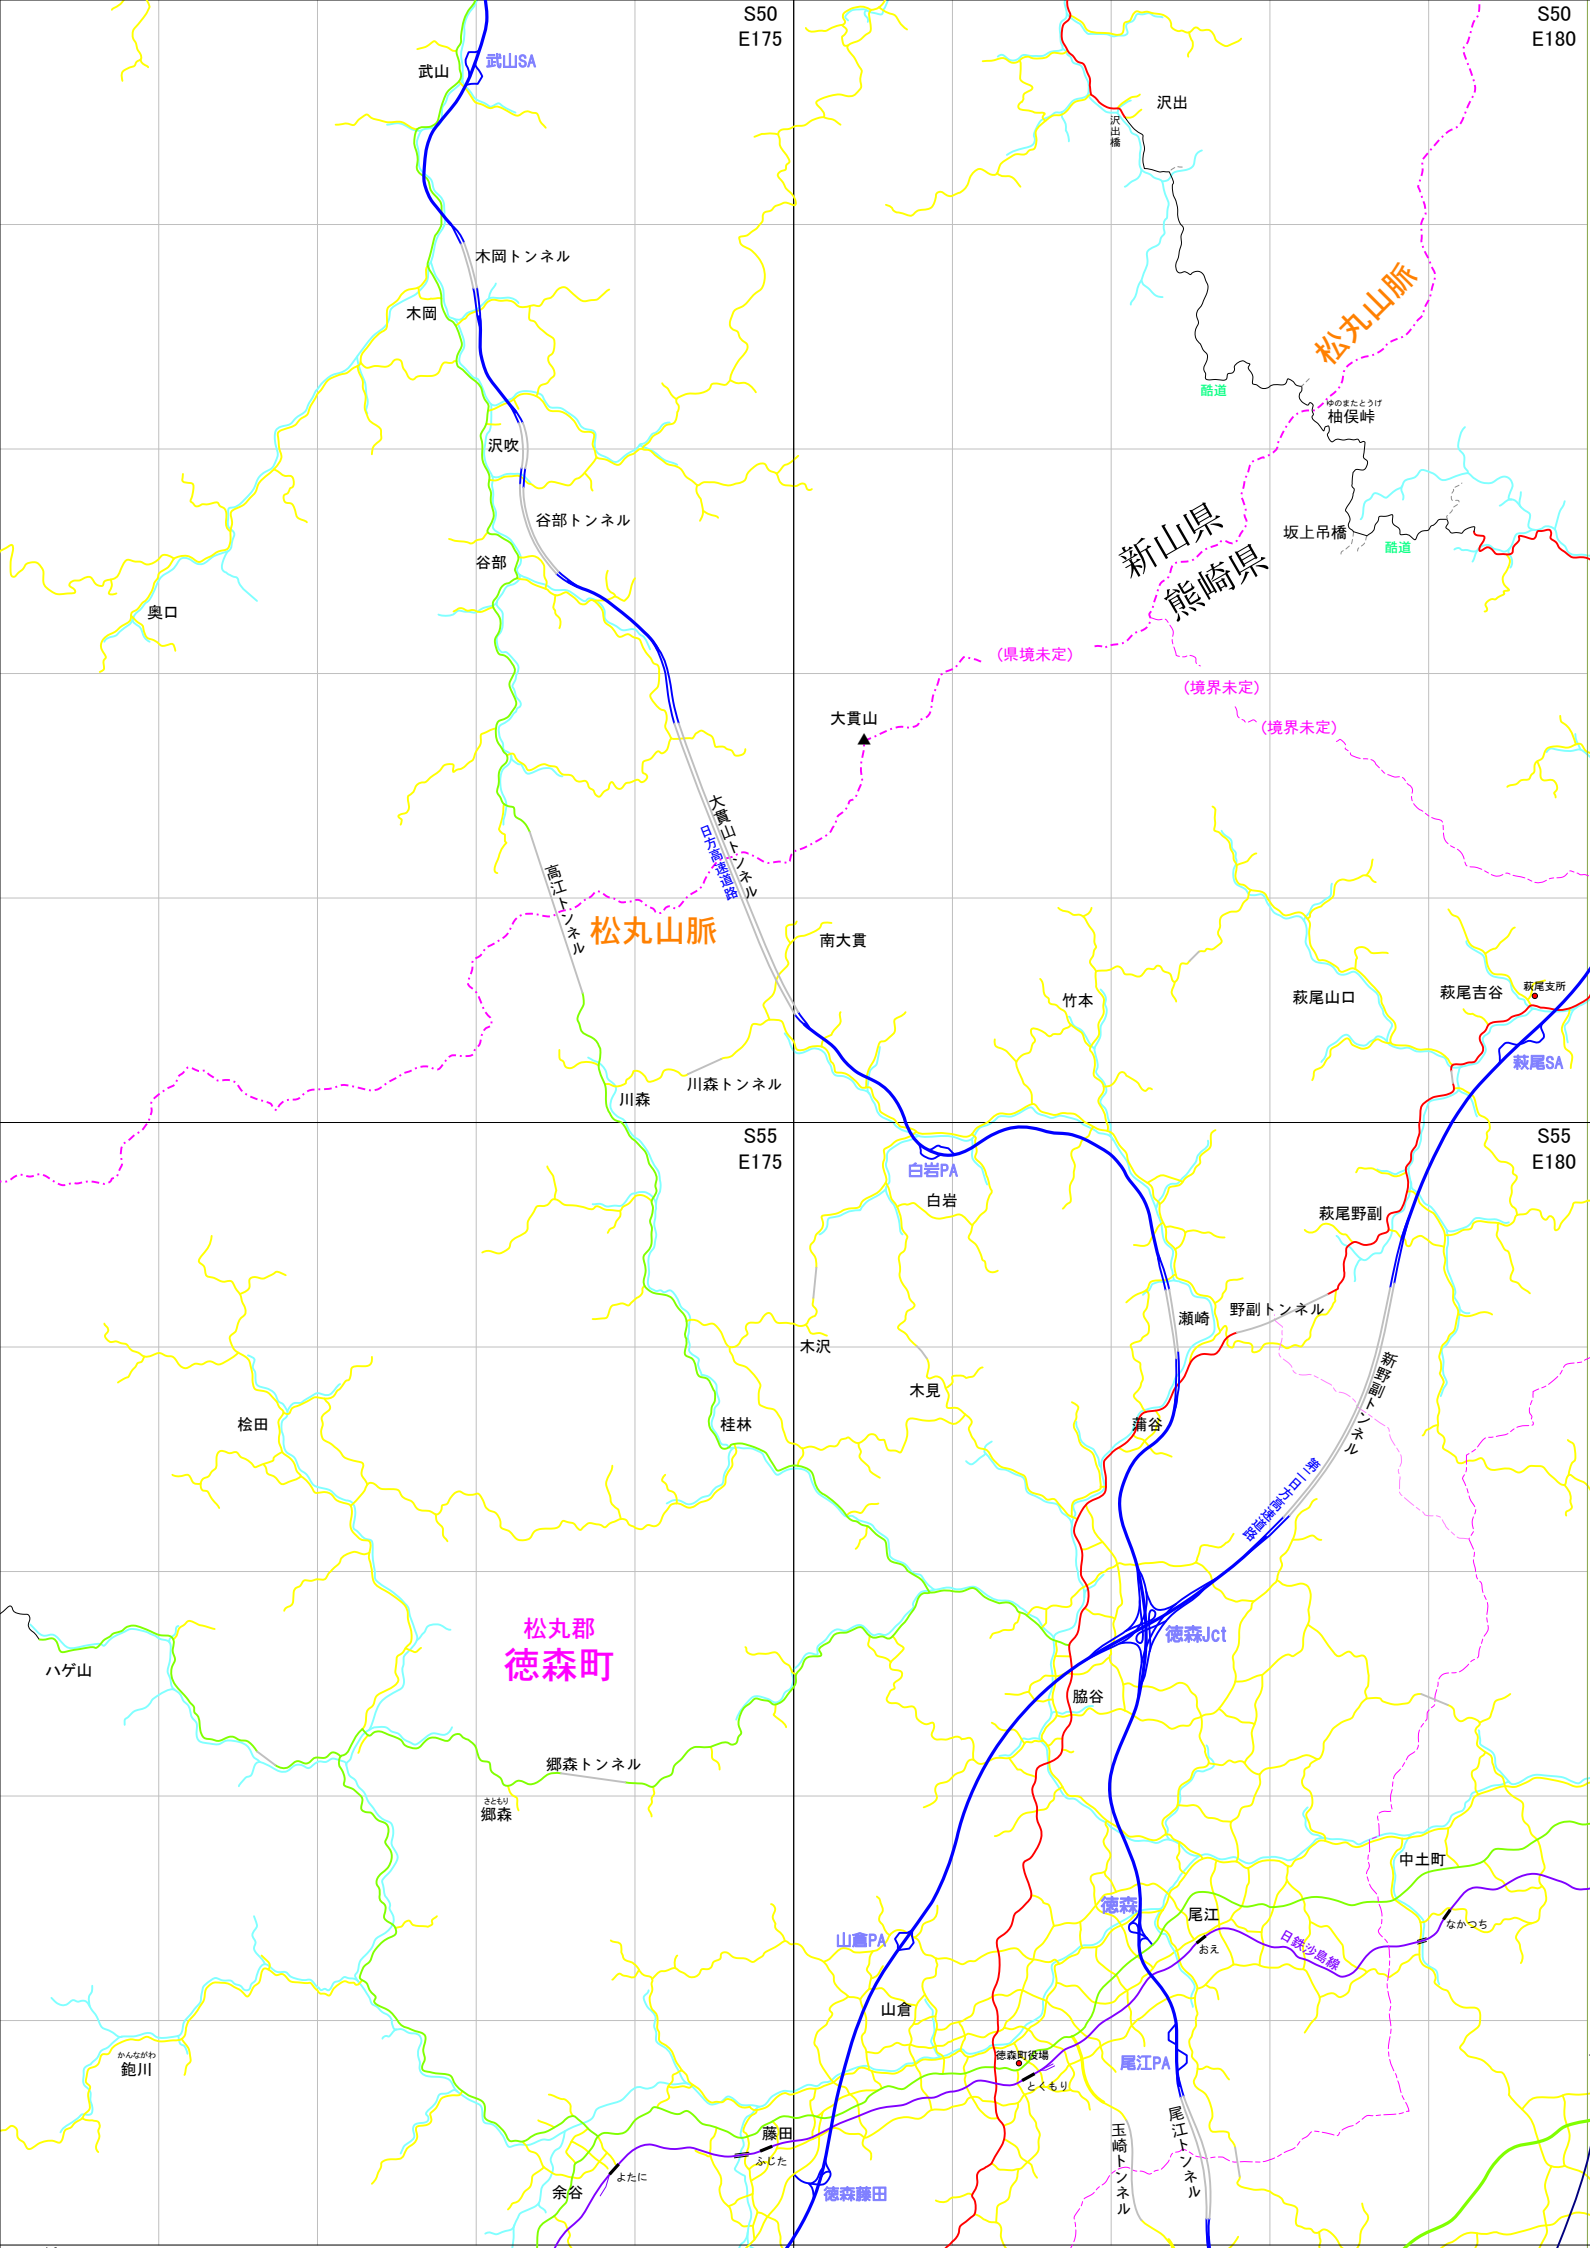 S50
E175
S50
E180
武山
武山SA
沢出
沢出橋
木岡トンネル
木岡
松丸山脈
酷道
ゆのまたとうげ
柚俣峠
沢吹
谷部トンネル
谷部
坂上吊橋
酷道
新山県
熊崎県
奥口
(県境未定)
(境界未定)
(境界未定)
大貫山
大貫山トンネル
日方高速道路
高江トンネル
松丸山脈
南大貫
竹本
萩尾山口
萩尾吉谷
萩尾支所
萩尾SA
川森トンネル
川森
S55
E175
S55
E180
白岩PA
白岩
萩尾野副
瀬崎
野副トンネル
木沢
木見
新野副トンネル
桧田
桂林
蒲谷
第二日方高速道路
松丸郡
徳森町
徳森Jct
ハゲ山
脇谷
郷森トンネル
さともり
郷森
中土町
徳森
尾江
なかつち
山倉PA
おえ
日鉄沙島線
山倉
徳森町役場
とくもり
尾江PA
かんながわ
鉋川
藤田
ふじた
玉崎トンネル
尾江トンネル
よたに
余谷
徳森藤田